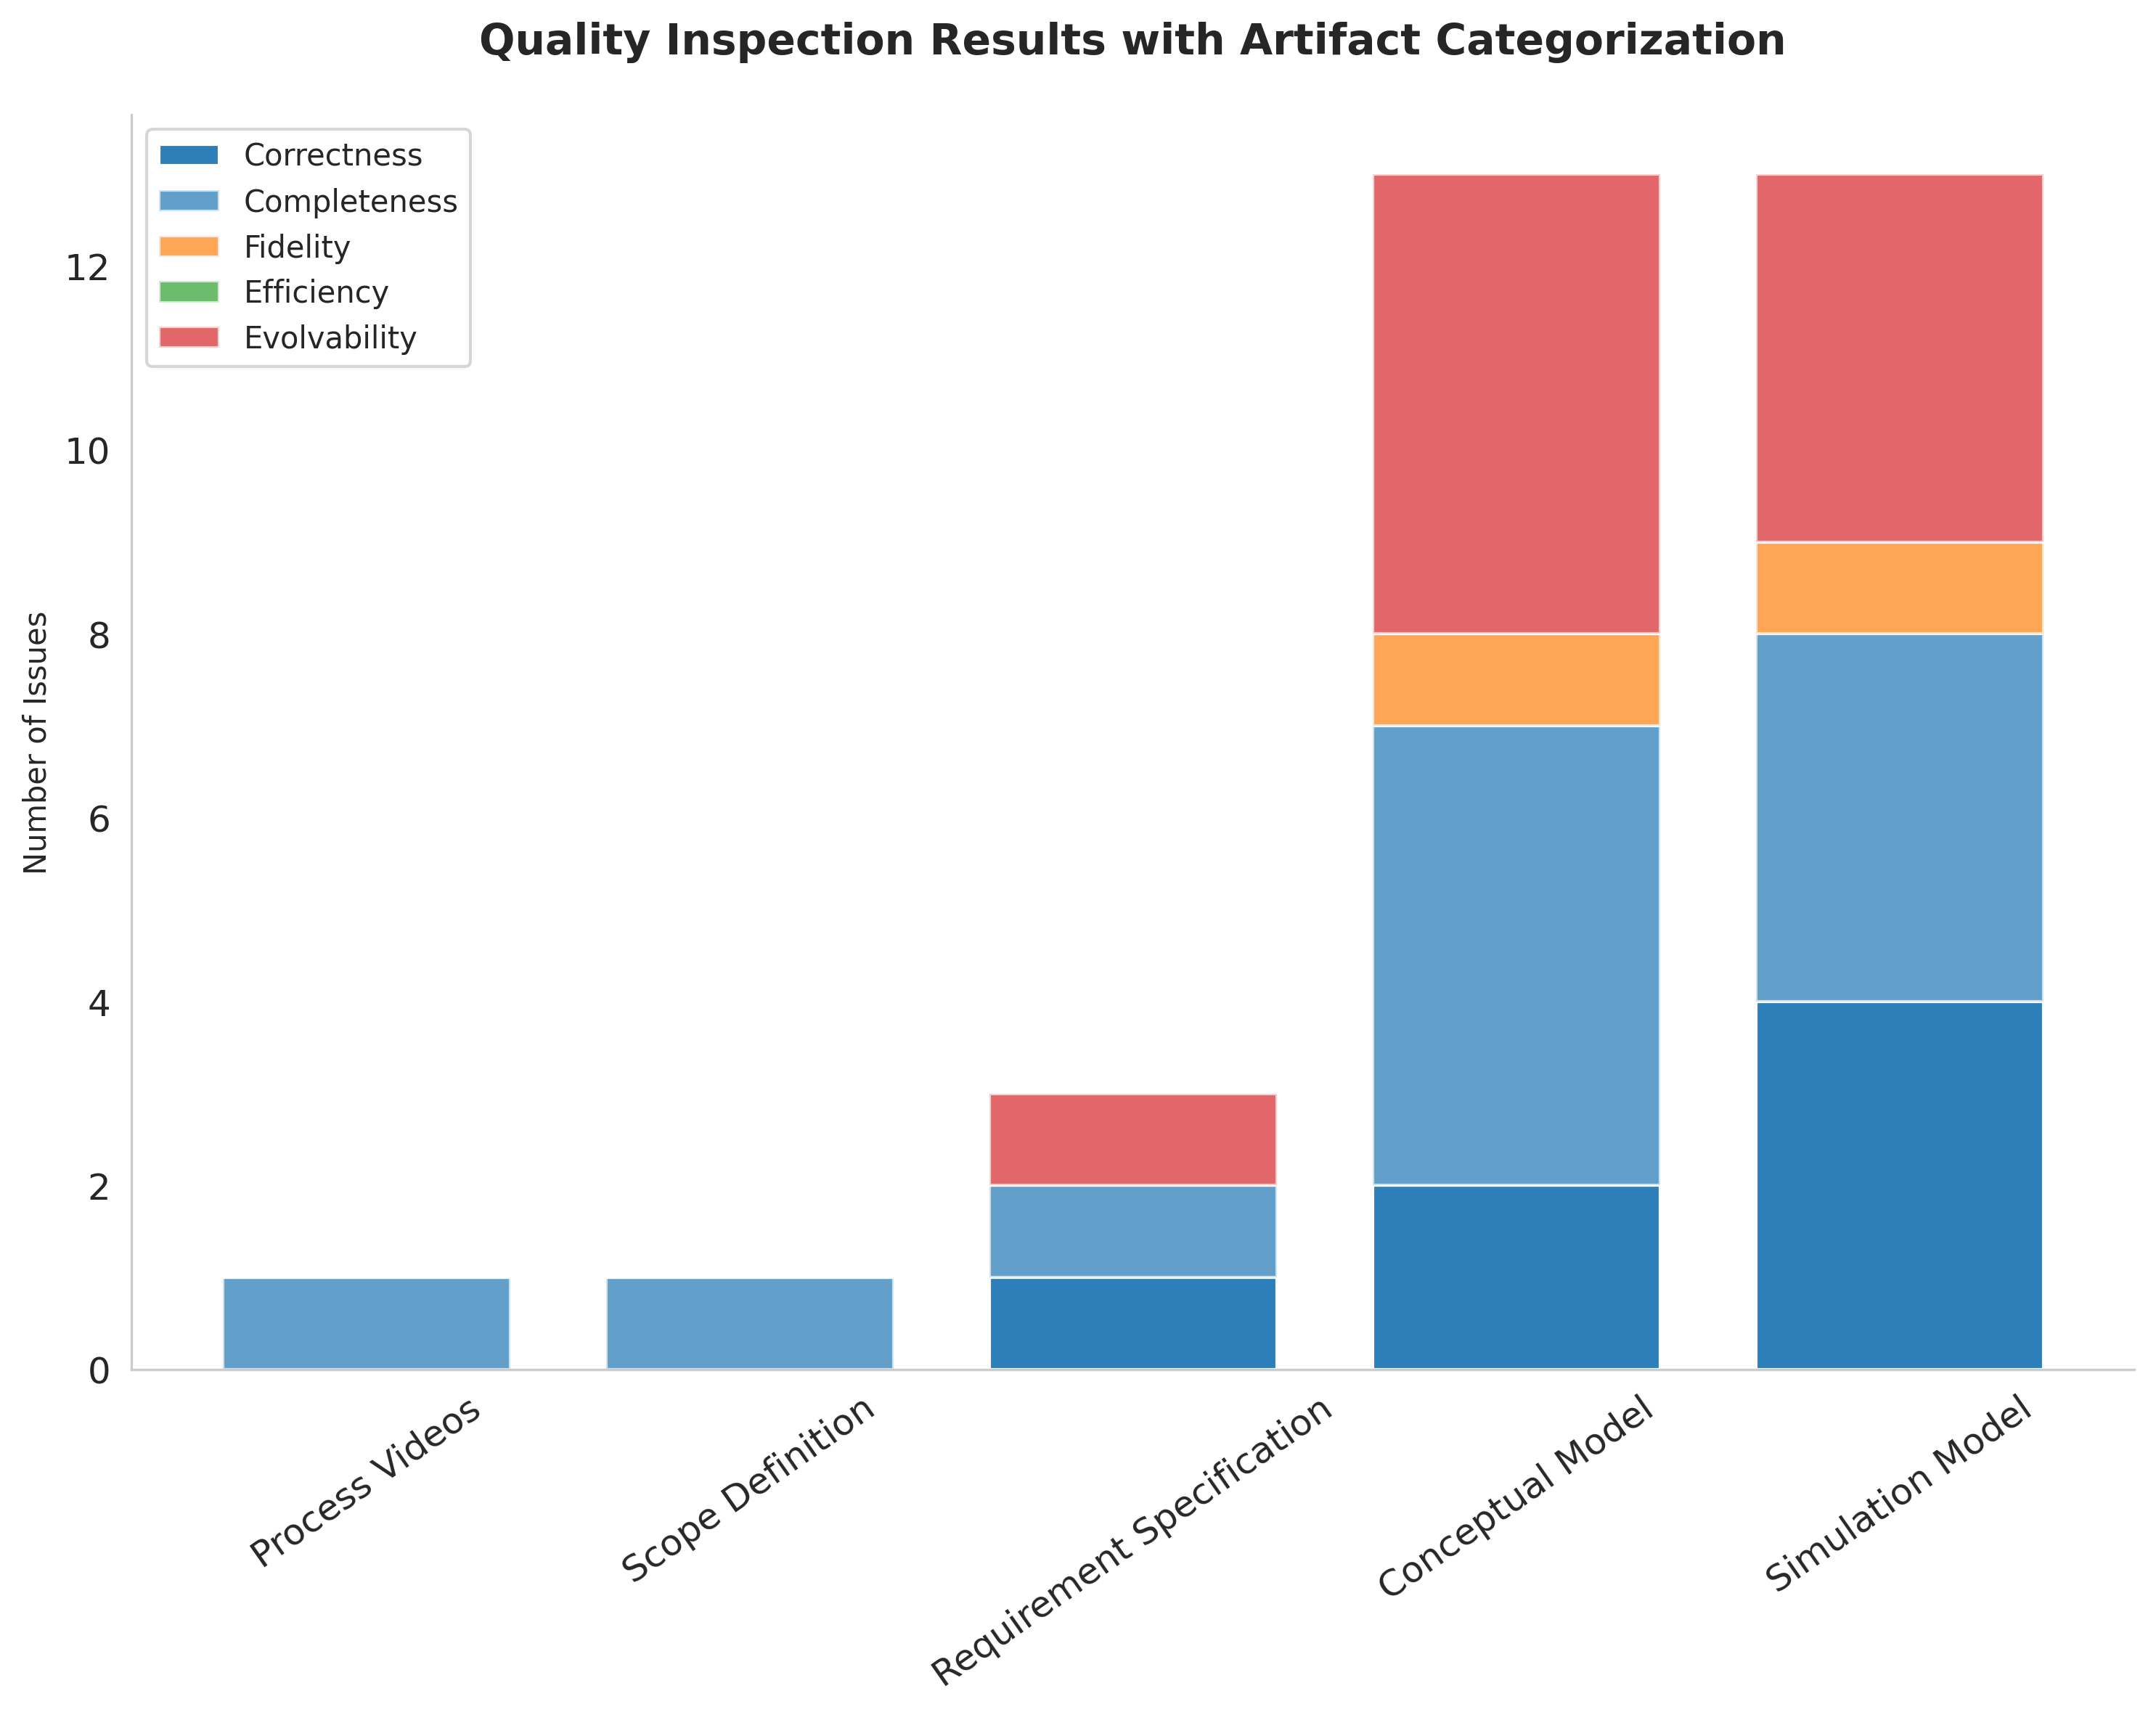 Quality Inspection Results with Artifact Categorization
Correctness
Completeness
Fidelity
Efficiency
Evolvability
Number of Issues
12
10
8
6
4
2
0
Process Videos
Scope Definition
Requirement Specification
Conceptual Model
Simulation Model